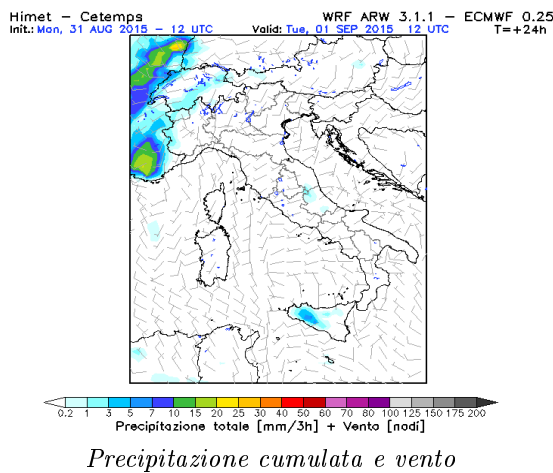 Himet – Cetemps WRF ARW 3.1.1 – ECMWF 0.25
Init.: Mon, 31 AUG 2015 – 12 UTC Valid: Tue, 01 SEP 2015 12 UTC T=+24h
0.2 1 3 5 7 10 15 20 25 30 40 50 60 70 80 100 125 150 175 200
Precipitazione totale [mm/3h] + Vento [nodi]
Precipitazione cumulata e vento